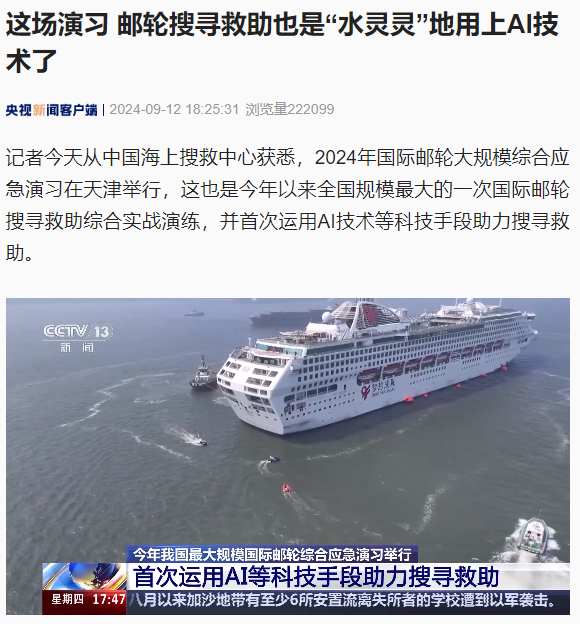 这场演习 邮轮搜寻救助也是“水灵灵”地用上AI技
术了
央视新闻客户端 | 2024-09-12 18:25:31 浏览量222099
记者今天从中国海上搜救中心获悉，2024年国际邮轮大规模综合应
急演习在天津举行，这也是今年以来全国规模最大的一次国际邮轮
搜寻救助综合实战演练，并首次运用AI技术等科技手段助力搜寻救
助。
CCTV 13
新闻
今年我国最大规模国际邮轮综合应急演习举行
首次运用AI等科技手段助力搜寻救助
星期四 17:47 八月以来加沙地带有至少6所安置流离失所者的学校遭到以军袭击。